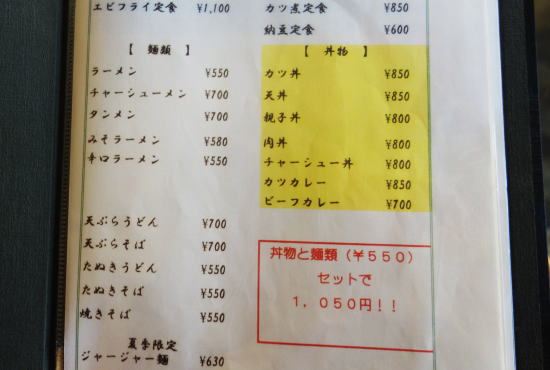 エビフライ定食 ¥1,100
カツ煮定食 ¥850
納豆定食 ¥600
【 麺類 】
ラーメン ¥550
チャーシューメン ¥700
タンメン ¥700
みそラーメン ¥580
辛口ラーメン ¥550
天ぷらうどん ¥700
天ぷらそば ¥700
たぬきうどん ¥550
たぬきそば ¥550
焼きそば ¥550
夏季限定
ジャージャー麺 ¥630
【 丼物 】
カツ丼 ¥850
天丼 ¥850
親子丼 ¥800
肉丼 ¥800
チャーシュー丼 ¥800
カツカレー ¥850
ビーフカレー ¥700
丼物と麺類(¥550)
セットで
1,050円!!